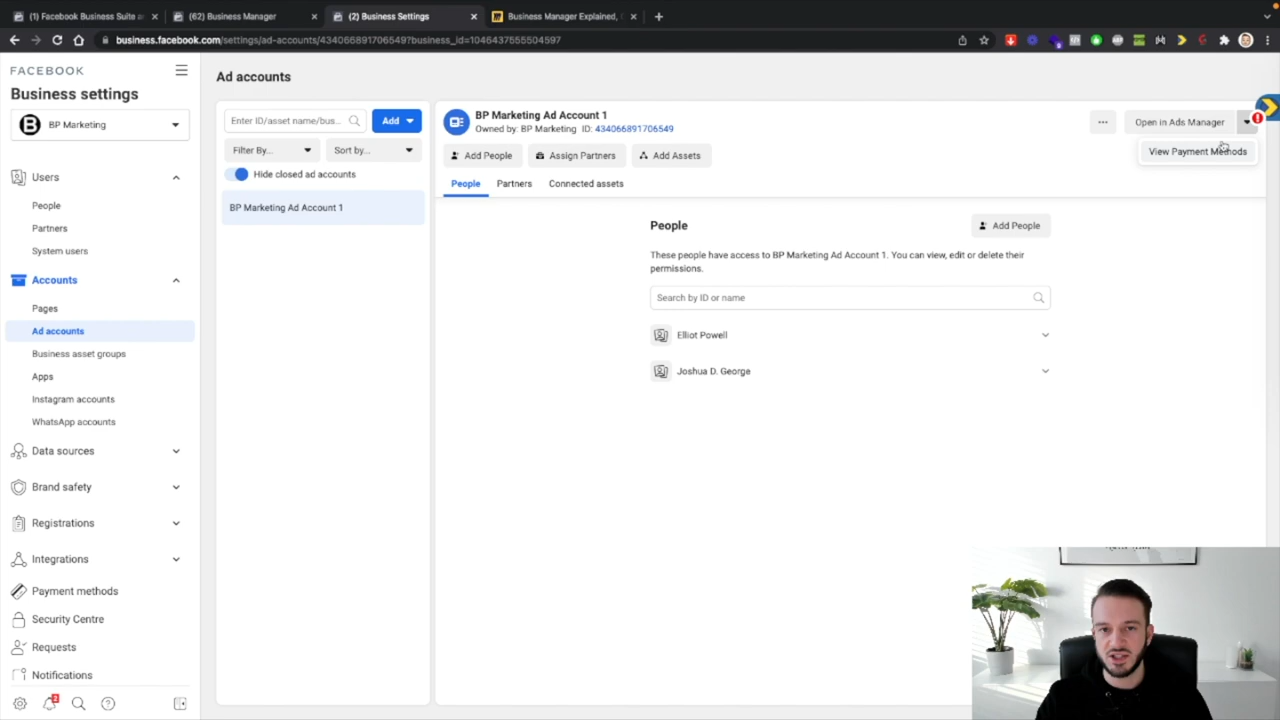 (1) Facebook Business Suite a
(62) Business Manager
(2) Business Settings
Business Manager Explained,
business.facebook.com/settings/ad-accounts/434066891706549?business_id=1046437555504597
FACEBOOK
Business settings
BP Marketing
Users
People
Partners
System users
Accounts
Pages
Ad accounts
Business asset groups
Apps
Instagram accounts
WhatsApp accounts
Data sources
Brand safety
Registrations
Integrations
Payment methods
Security Centre
Requests
Notifications
2
Ad accounts
Enter ID/asset name/bus...
Add
Filter By...
Sort by...
Hide closed ad accounts
BP Marketing Ad Account 1
BP Marketing Ad Account 1
Owned by: BP Marketing ID: 434066891706549
Open in Ads Manager
View Payment Methods
Add People
Assign Partners
Add Assets
People
Partners
Connected assets
People
Add People
These people have access to BP Marketing Ad Account 1. You can view, edit or delete their
permissions.
Search by ID or name
Elliot Powell
Joshua D. George